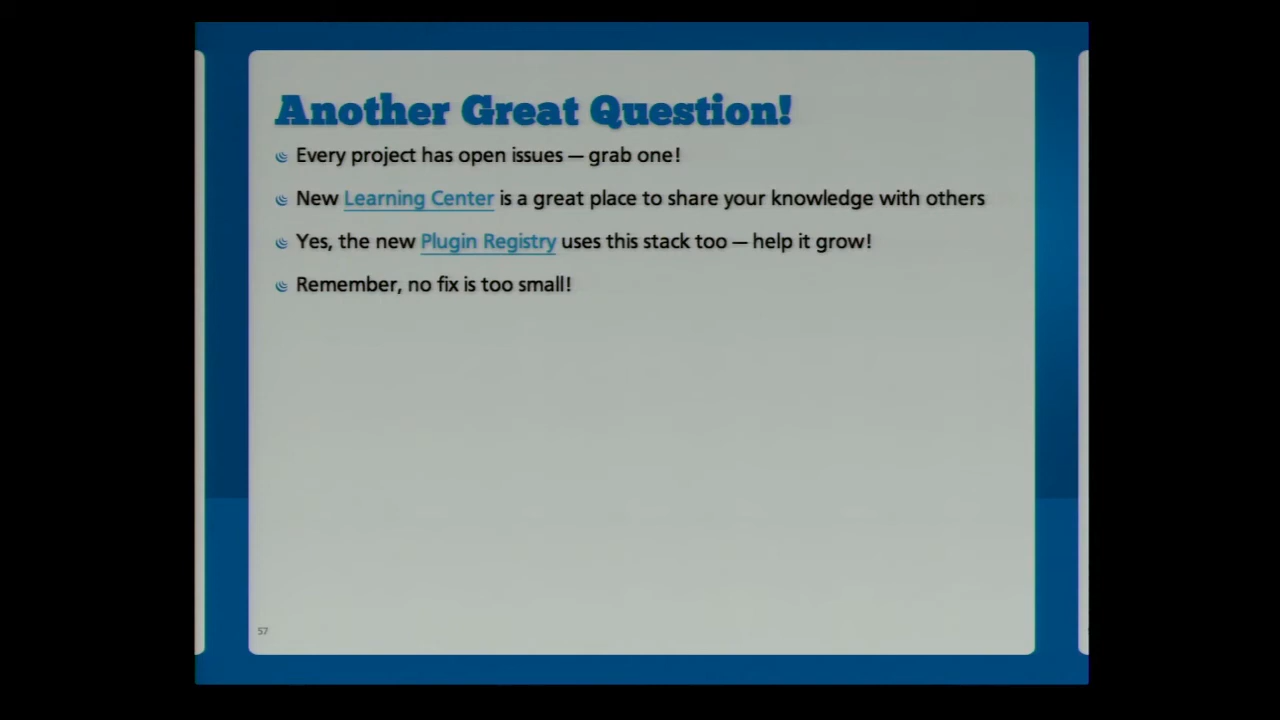 Another Great Question!
Every project has open issues — grab one!
New Learning Center is a great place to share your knowledge with others
Yes, the new Plugin Registry uses this stack too — help it grow!
Remember, no fix is too small!
57